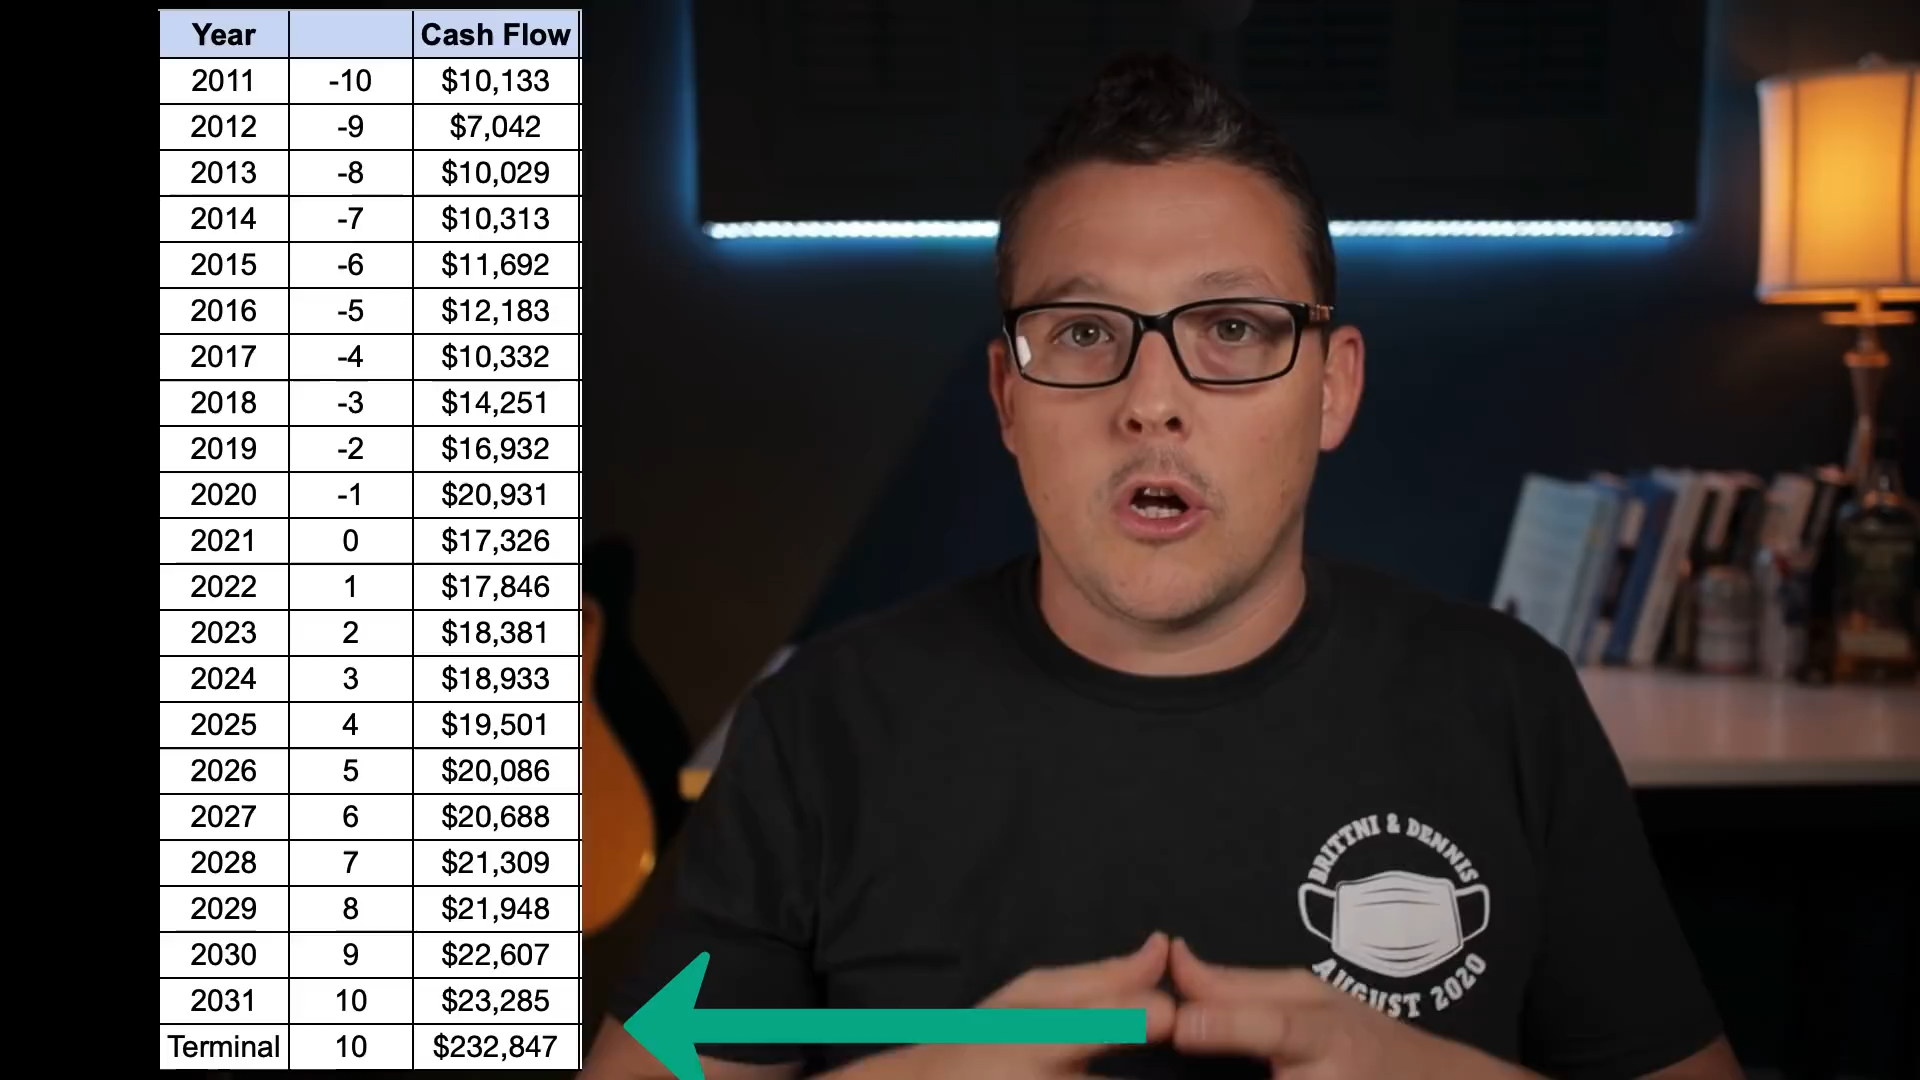 Year Cash Flow
2011 -10 $10,133
2012 -9 $7,042
2013 -8 $10,029
2014 -7 $10,313
2015 -6 $11,692
2016 -5 $12,183
2017 -4 $10,332
2018 -3 $14,251
2019 -2 $16,932
2020 -1 $20,931
2021 0 $17,326
2022 1 $17,846
2023 2 $18,381
2024 3 $18,933
2025 4 $19,501
2026 5 $20,086
2027 6 $20,688
2028 7 $21,309
2029 8 $21,948
2030 9 $22,607
2031 10 $23,285
Terminal 10 $232,847
BRITTNI & DENNIS
AUGUST 2020